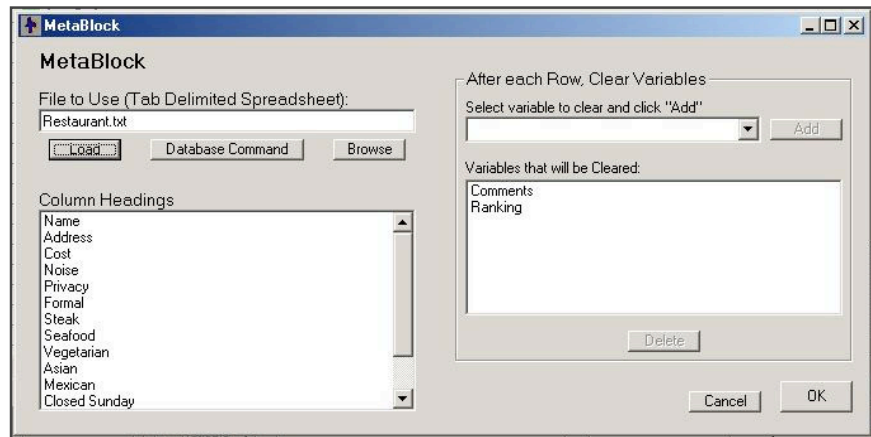 MetaBlock
MetaBlock
File to Use (Tab Delimited Spreadsheet):
Restaurant.txt
Load
Database Command
Browse
Column Headings
Name
Address
Cost
Noise
Privacy
Formal
Steak
Seafood
Vegetarian
Asian
Mexican
Closed Sunday
After each Row, Clear Variables
Select variable to clear and click "Add"
Add
Variables that will be Cleared:
Comments
Ranking
Delete
Cancel
OK